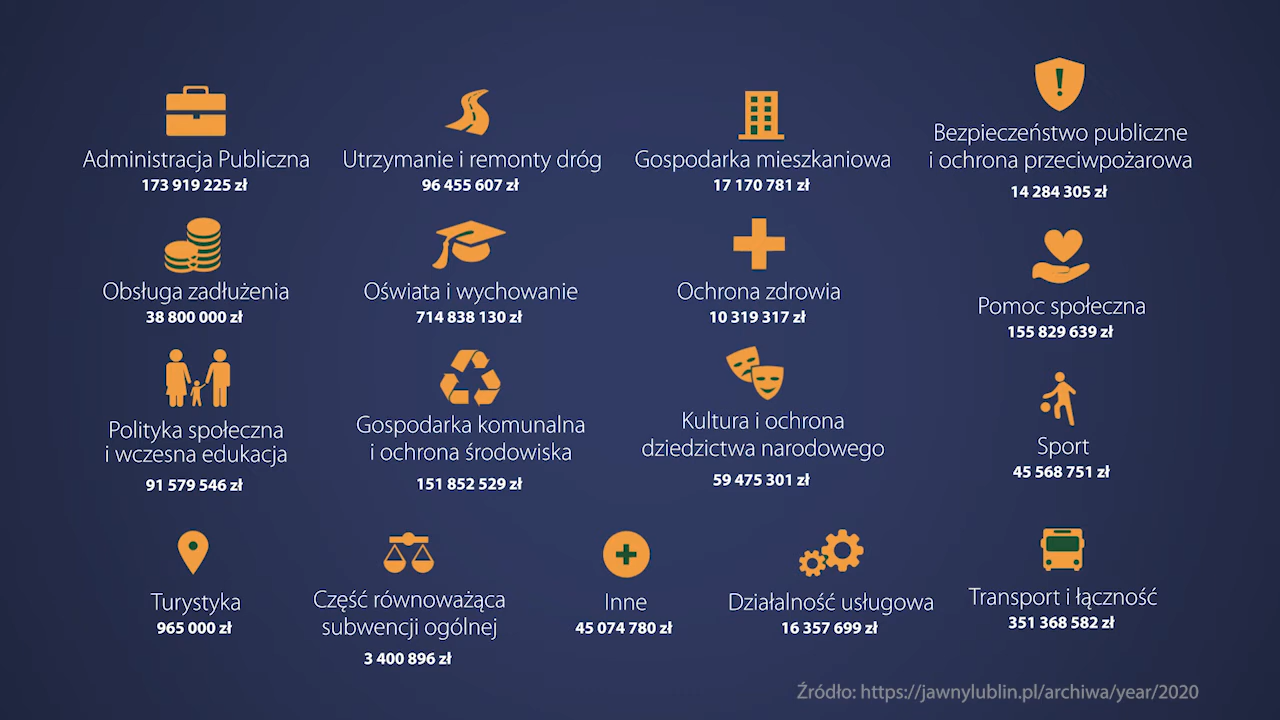 Administracja Publiczna
173 919 225 zł
Utrzymanie i remonty dróg
96 455 607 zł
Gospodarka mieszkaniowa
17 170 781 zł
Bezpieczeństwo publiczne
i ochrona przeciwpożarowa
14 284 305 zł
Obsługa zadłużenia
38 800 000 zł
Oświata i wychowanie
714 838 130 zł
Ochrona zdrowia
10 319 317 zł
Pomoc społeczna
155 829 639 zł
Polityka społeczna
i wczesna edukacja
91 579 546 zł
Gospodarka komunalna
i ochrona środowiska
151 852 529 zł
Kultura i ochrona
dziedzictwa narodowego
59 475 301 zł
Sport
45 568 751 zł
Turystyka
965 000 zł
Część równoważąca
subwencji ogólnej
3 400 896 zł
Inne
45 074 780 zł
Działalność usługowa
16 357 699 zł
Transport i łączność
351 368 582 zł
Źródło: https://jawnylublin.pl/archiwa/year/2020